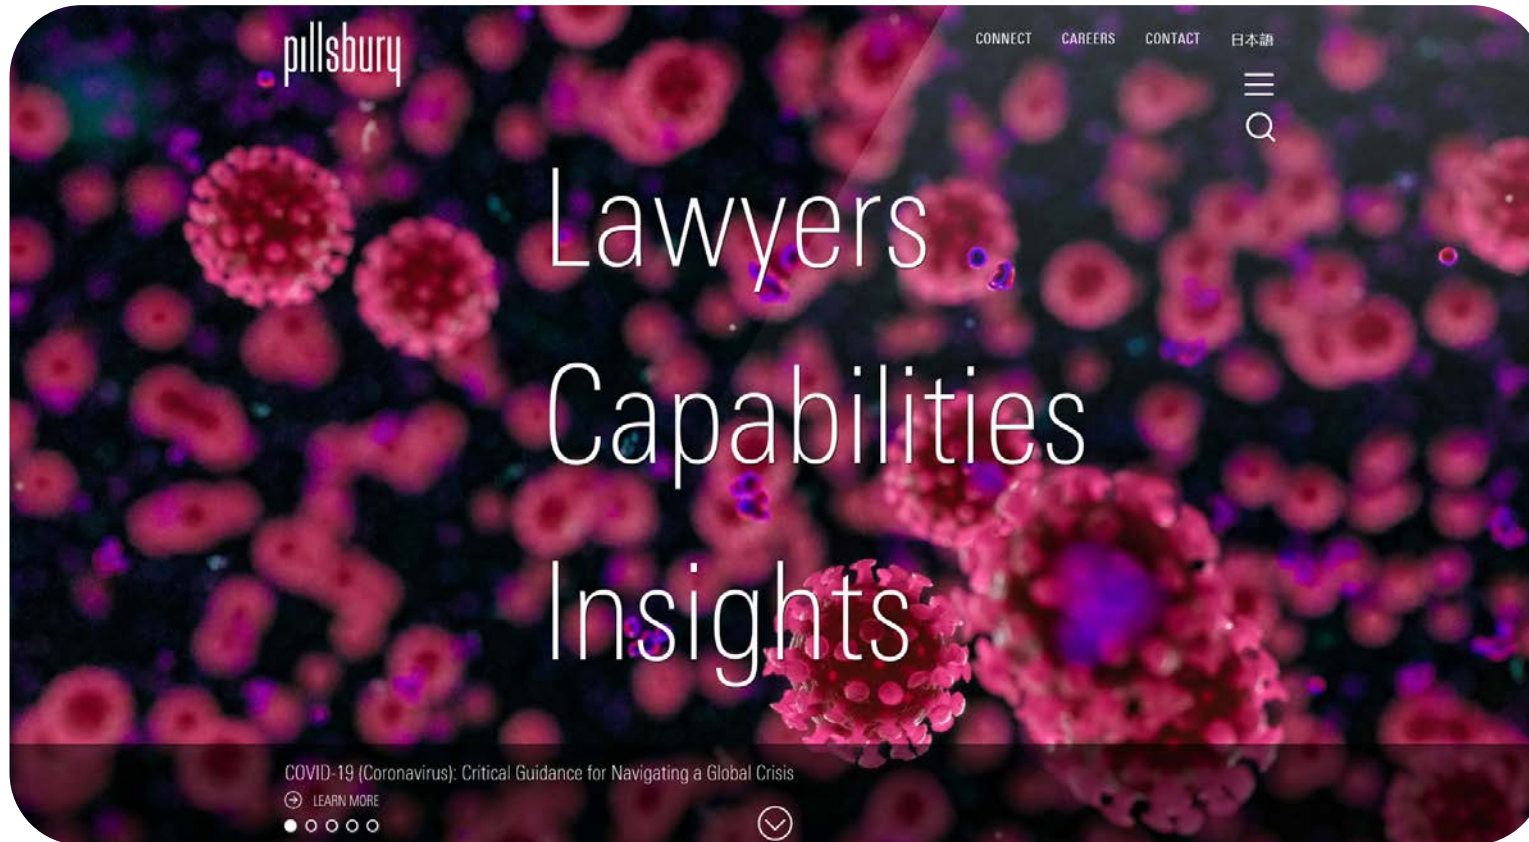 pillsbury
CONNECT CAREERS CONTACT 日本語
Lawyers
Capabilities
Insights
COVID-19 (Coronavirus): Critical Guidance for Navigating a Global Crisis
LEARN MORE